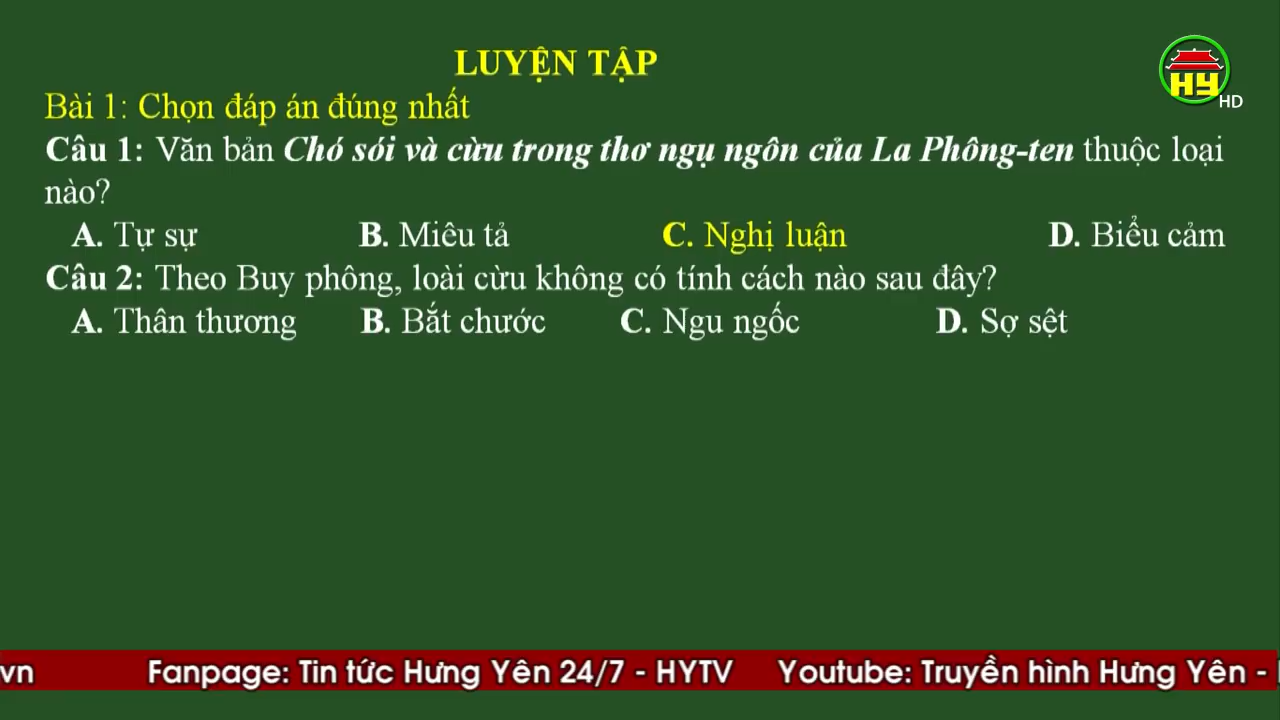 LUYỆN TẬP
HY
HD
Bài 1: Chọn đáp án đúng nhất
Câu 1: Văn bản Chó sói và cừu trong thơ ngụ ngôn của La Phông-ten thuộc loại
nào?
A. Tự sự B. Miêu tả C. Nghị luận D. Biểu cảm
Câu 2: Theo Buy phông, loài cừu không có tính cách nào sau đây?
A. Thân thương B. Bắt chước C. Ngu ngốc D. Sợ sệt
vn Fanpage: Tin tức Hưng Yên 24/7 - HYTV Youtube: Truyền hình Hưng Yên -